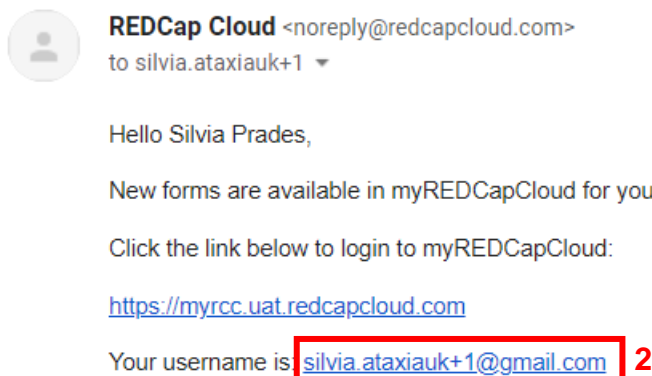 REDCap Cloud <noreply@redcapcloud.com>
to silvia.ataxiauk+1
Hello Silvia Prades,
New forms are available in myREDCapCloud for you
Click the link below to login to myREDCapCloud:
https://myrcc.uat.redcapcloud.com
Your username is: silvia.ataxiauk+1@gmail.com 2